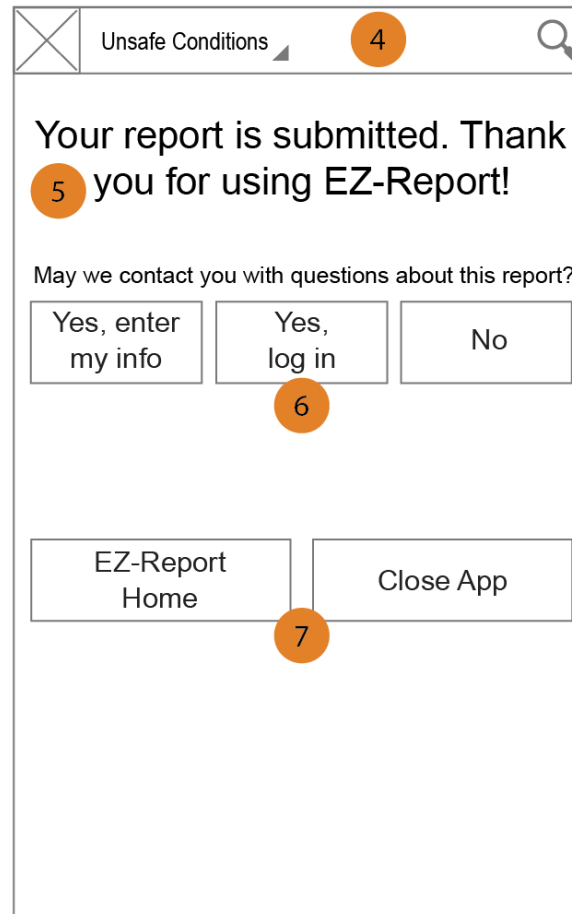 Unsafe Conditions 4
Your report is submitted. Thank
5 you for using EZ-Report!
May we contact you with questions about this report?
Yes, enter
my info
Yes,
log in
No
6
EZ-Report
Home
Close App
7